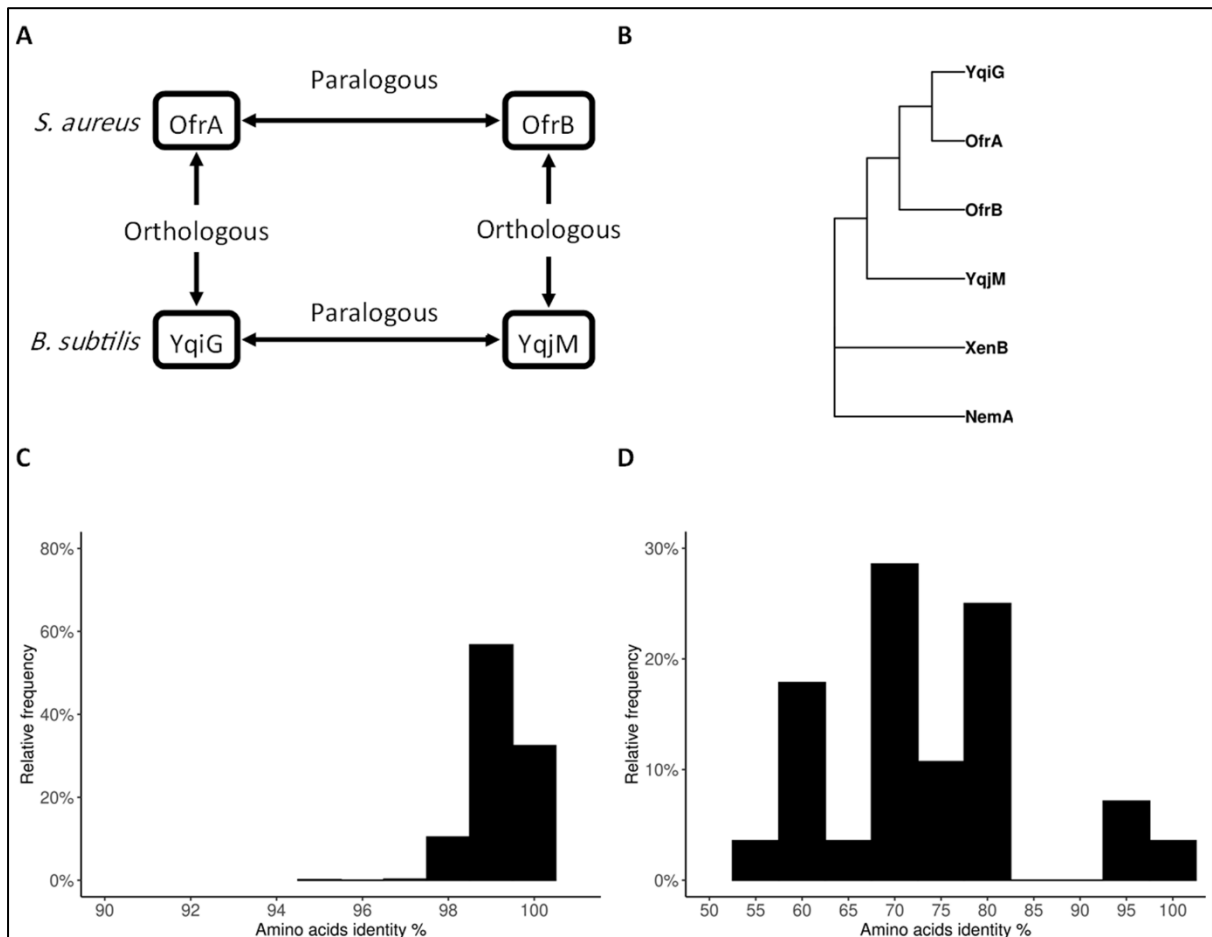 A
Paralogous
S. aureus
OfrA
OfrB
Orthologous
Orthologous
B. subtilis
YqiG
Paralogous
YqjM
B
YqiG
OfrA
OfrB
YqjM
XenB
NemA
C
80%
60%
40%
20%
0%
Relative frequency
90 92 94 96 98 100
Amino acids identity %
D
30%
20%
10%
0%
Relative frequency
50 55 60 65 70 75 80 85 90 95 100
Amino acids identity %